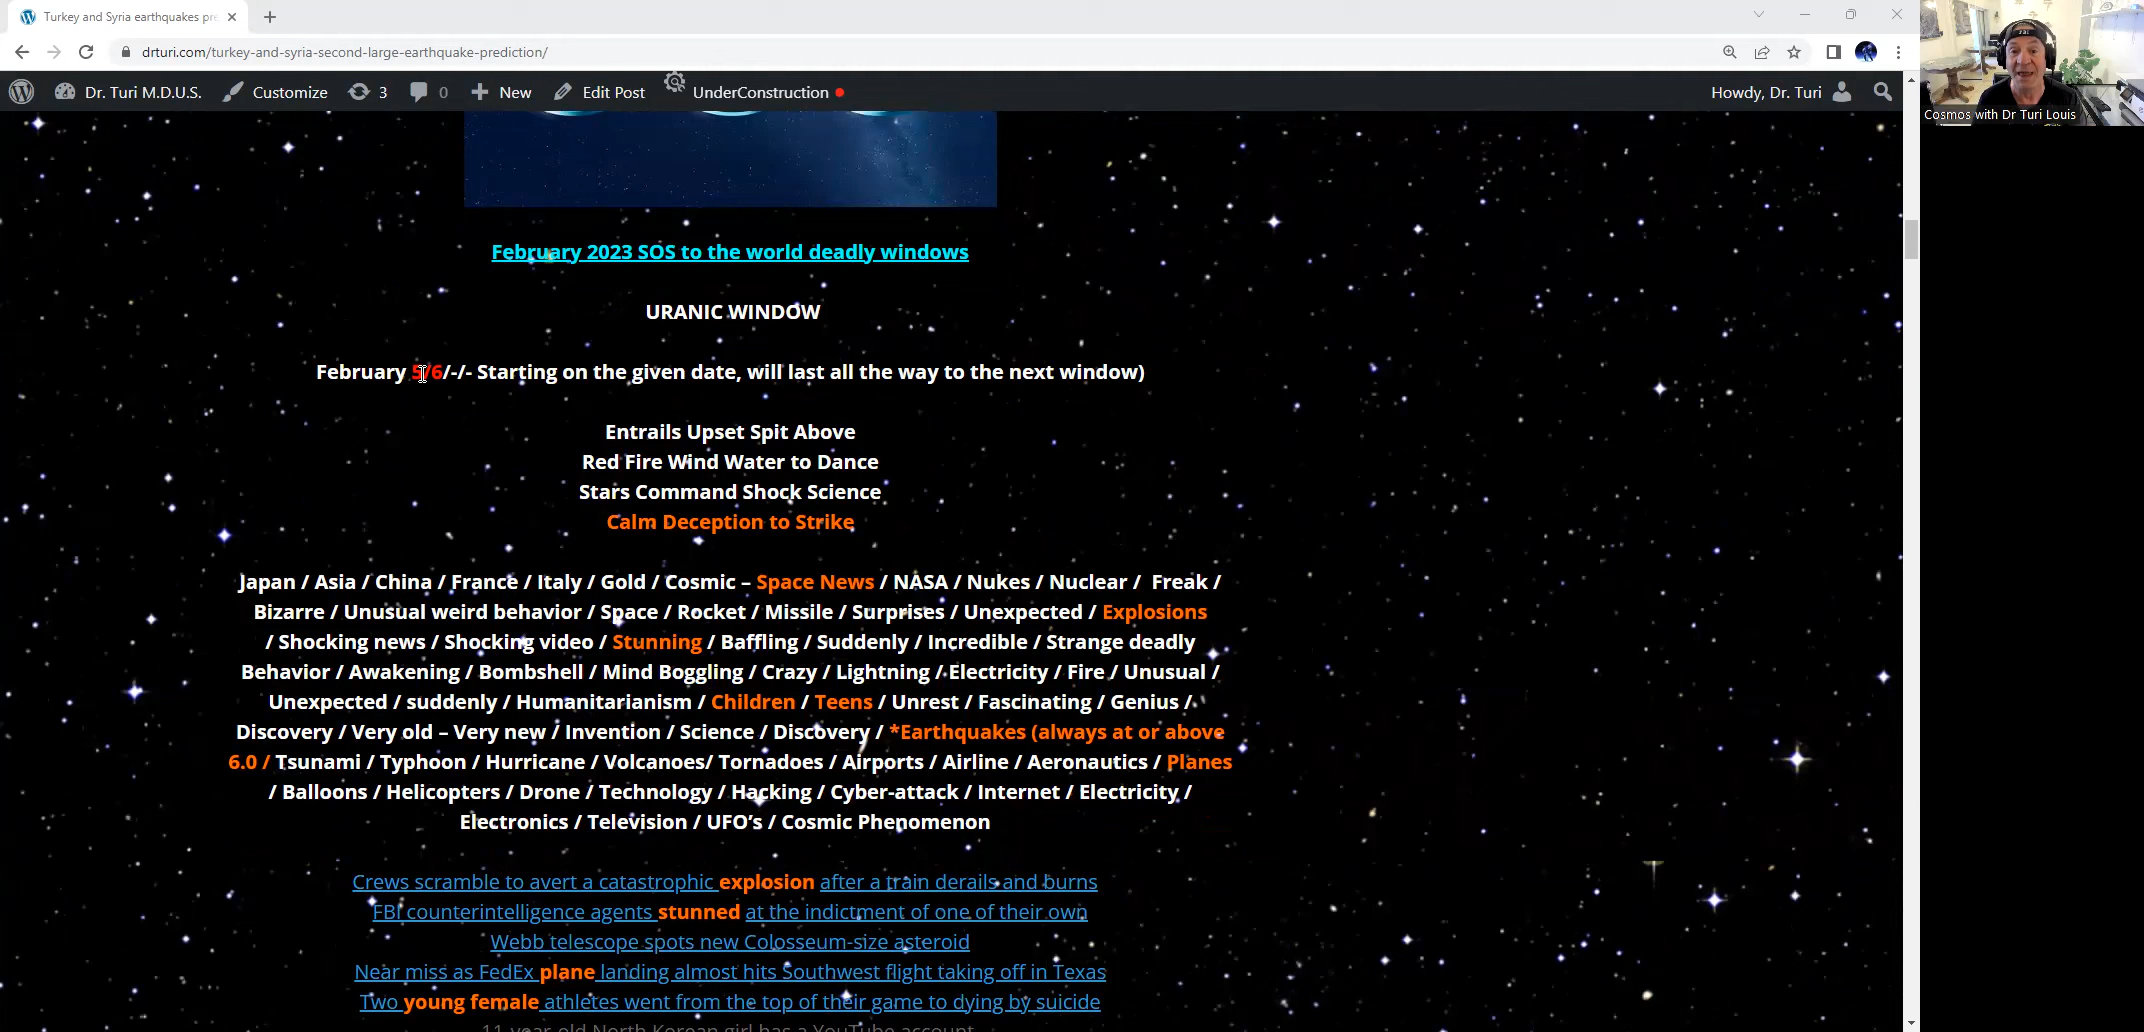 Turkey and Syria earthquakes pre
drturi.com/turkey-and-syria-second-large-earthquake-prediction/
Dr. Turi M.D.U.S. Customize 3 0 New Edit Post UnderConstruction Howdy, Dr. Turi
Cosmos with Dr Turi Louis
February 2023 SOS to the world deadly windows
URANIC WINDOW
February 5/6/-/- Starting on the given date, will last all the way to the next window)
Entrails Upset Spit Above
Red Fire Wind Water to Dance
Stars Command Shock Science
Calm Deception to Strike
Japan / Asia / China / France / Italy / Gold / Cosmic – Space News / NASA / Nukes / Nuclear / Freak /
Bizarre / Unusual weird behavior / Space / Rocket / Missile / Surprises / Unexpected / Explosions
/ Shocking news / Shocking video / Stunning / Baffling / Suddenly / Incredible / Strange deadly
Behavior / Awakening / Bombshell / Mind Boggling / Crazy / Lightning / Electricity / Fire / Unusual /
Unexpected / suddenly / Humanitarianism / Children / Teens / Unrest / Fascinating / Genius /
Discovery / Very old – Very new / Invention / Science / Discovery / *Earthquakes (always at or above
6.0 / Tsunami / Typhoon / Hurricane / Volcanoes/ Tornadoes / Airports / Airline / Aeronautics / Planes
/ Balloons / Helicopters / Drone / Technology / Hacking / Cyber-attack / Internet / Electricity /
Electronics / Television / UFO’s / Cosmic Phenomenon
Crews scramble to avert a catastrophic explosion after a train derails and burns
FBI counterintelligence agents stunned at the indictment of one of their own
Webb telescope spots new Colosseum-size asteroid
Near miss as FedEx plane landing almost hits Southwest flight taking off in Texas
Two young female athletes went from the top of their game to dying by suicide
11-year-old North Korean girl has a YouTube account